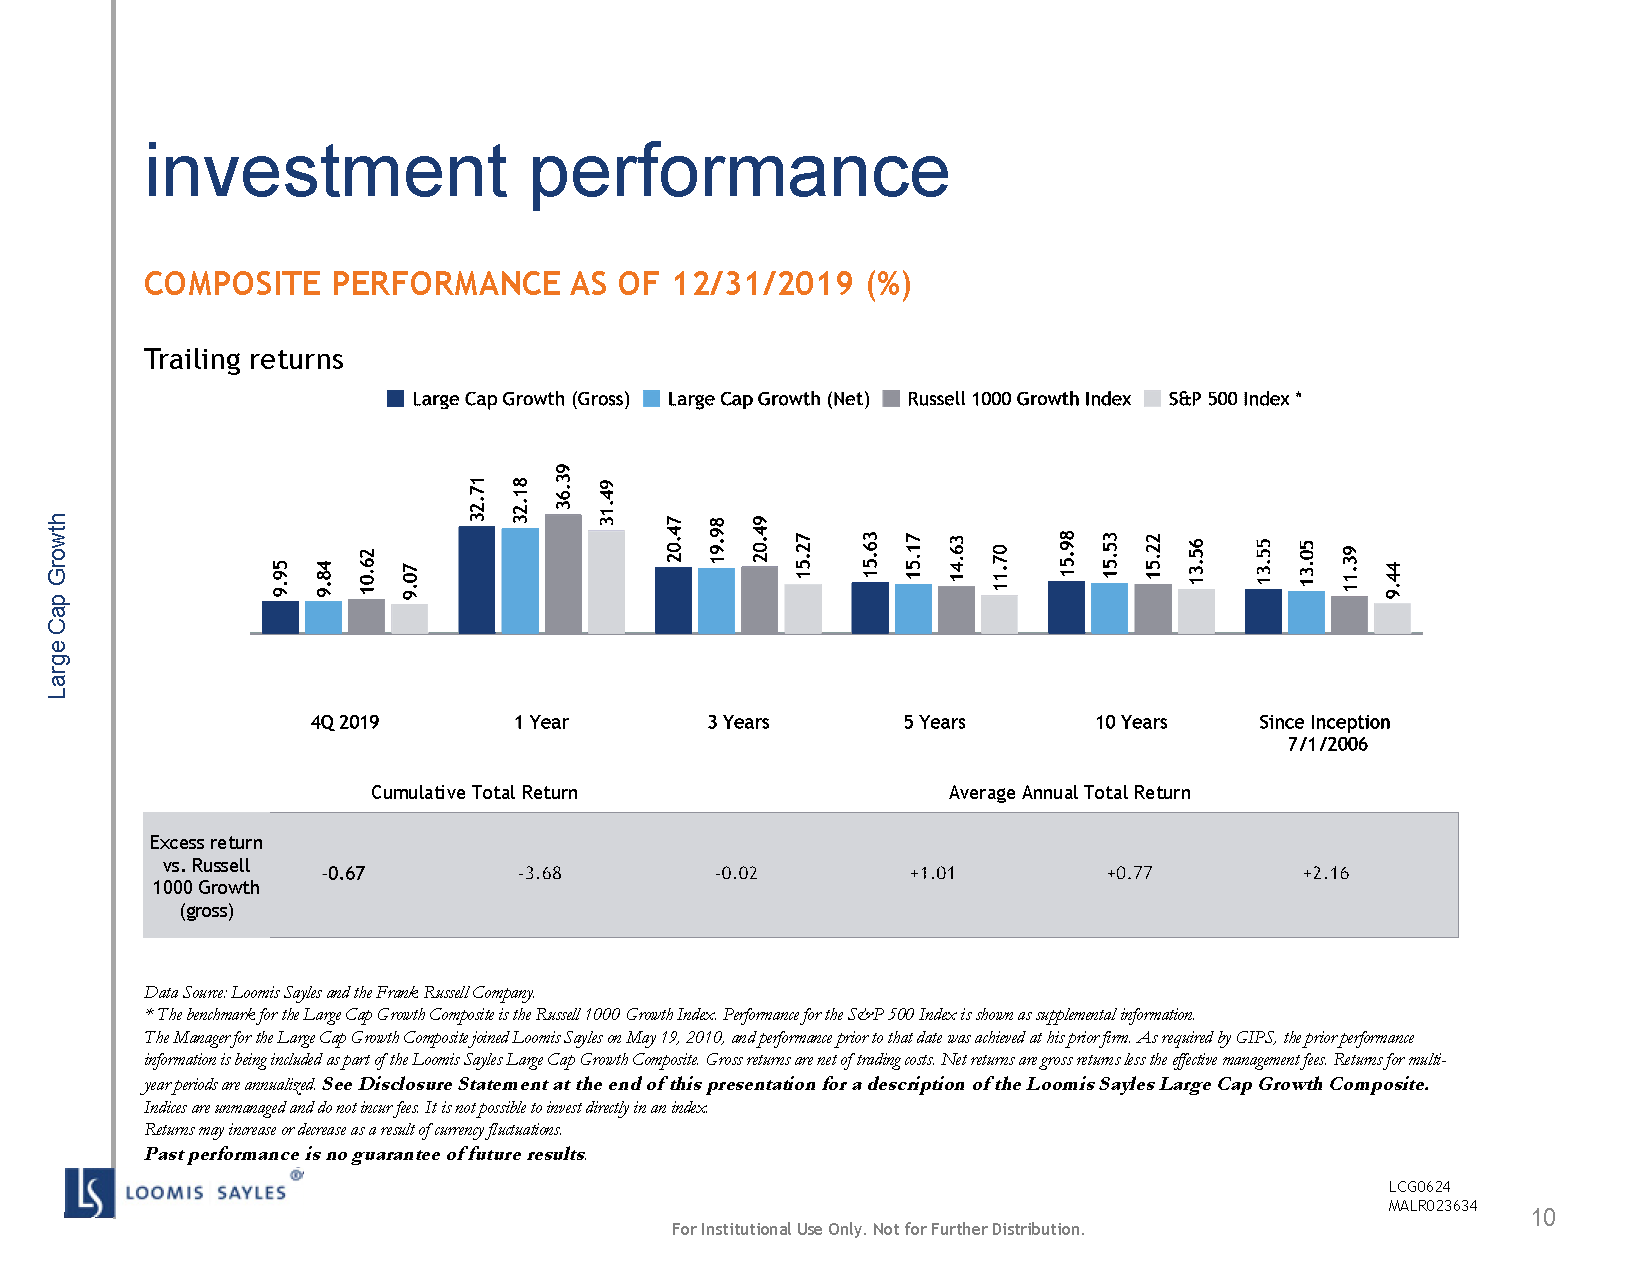 investment performance
COMPOSITE PERFORMANCE AS OF 12/31/2019 (%)
Trailing returns
Large Cap Growth (Gross) Large Cap Growth (Net) Russell 1000 Growth Index S&P 500 Index *
9.95 9.84 10.62 9.07 32.71 32.18 36.39 31.49 20.47 19.98 20.49 15.27 15.63 15.17 14.63 11.70 15.98 15.53 15.22 13.56 13.55 13.05 11.39 9.44
4Q 2019 1 Year 3 Years 5 Years 10 Years Since Inception
7/1/2006
Cumulative Total Return Average Annual Total Return
Excess return
vs. Russell
1000 Growth
(gross)
-0.67 -3.68 -0.02 +1.01 +0.77 +2.16
Data Source: Loomis Sayles and the Frank Russell Company.
* The benchmark for the Large Cap Growth Composite is the Russell 1000 Growth Index. Performance for the S&P 500 Index is shown as supplemental information.
The Manager for the Large Cap Growth Composite joined Loomis Sayles on May 19, 2010, and performance prior to that date was achieved at his prior firm. As required by GIPS, the prior performance
information is being included as part of the Loomis Sayles Large Cap Growth Composite. Gross returns are net of trading costs. Net returns are gross returns less the effective management fees. Returns for multi-
year periods are annualized. See Disclosure Statement at the end of this presentation for a description of the Loomis Sayles Large Cap Growth Composite.
Indices are unmanaged and do not incur fees. It is not possible to invest directly in an index.
Returns may increase or decrease as a result of currency fluctuations.
Past performance is no guarantee of future results.
Large Cap Growth
LS LOOMIS SAYLES ®
LCG0624
MALR023634
10
For Institutional Use Only. Not for Further Distribution.